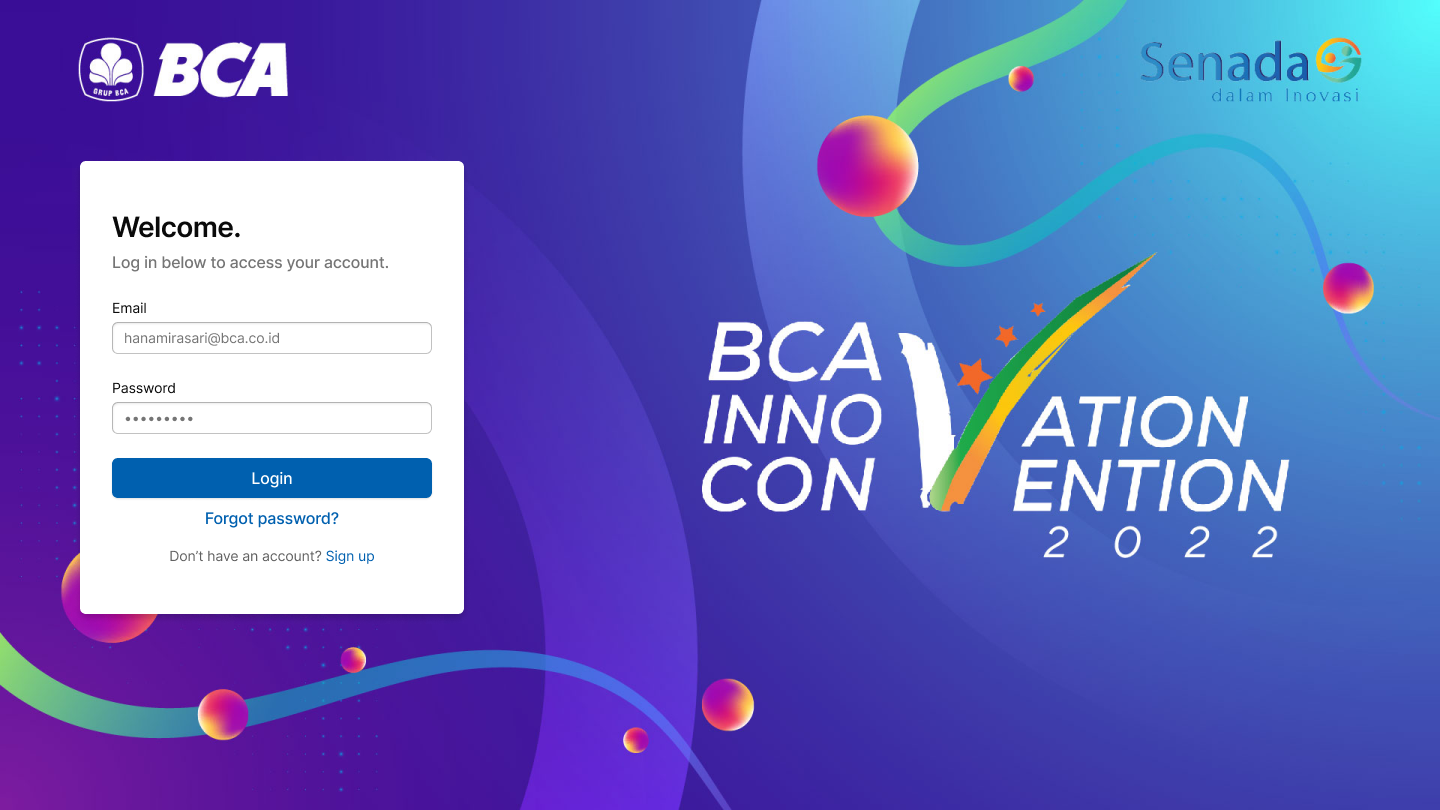 GRUP BCA
BCA
Senada
dalam Inovasi
Welcome.
Log in below to access your account.
Email
hanamirasari@bca.co.id
Password
•••••••••
Login
Forgot password?
Don’t have an account? Sign up
BCA
INNOVATION
CONVENTION
2022